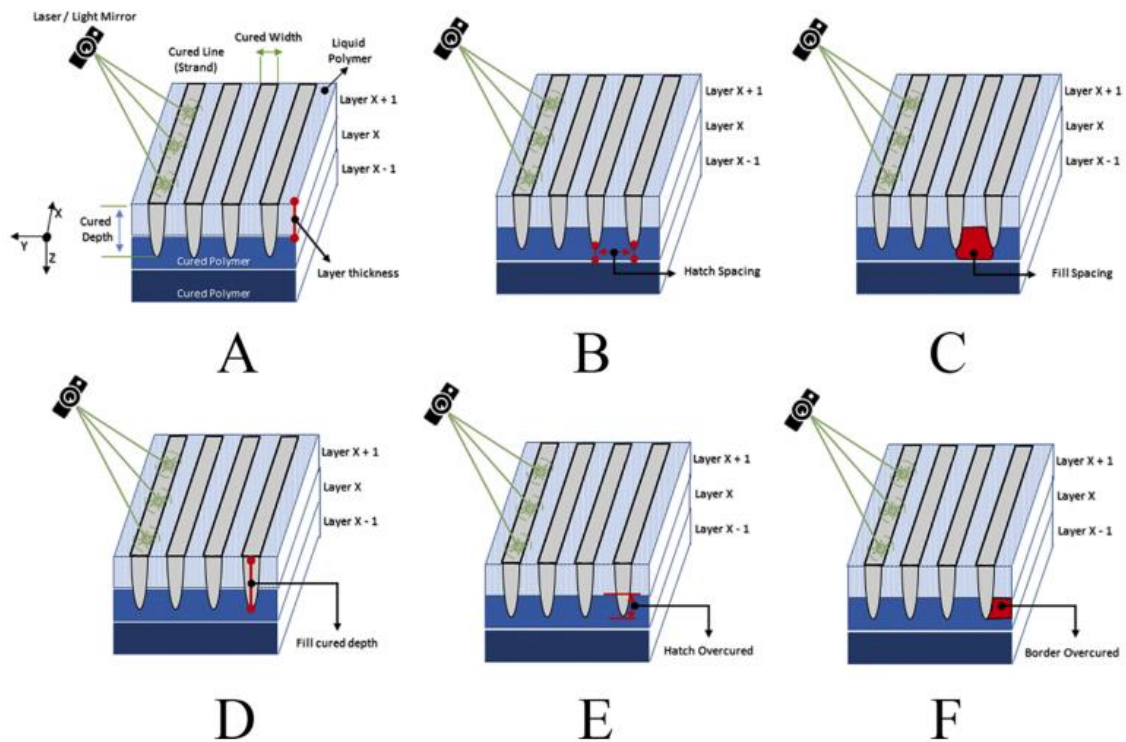 Laser / Light Mirror
Cured Line
(Strand)
Cured Width
Liquid
Polymer
Layer X + 1
Layer X
Layer X - 1
X
Y
Z
Cured
Depth
Cured Polymer
Cured Polymer
Layer thickness
A
Layer X + 1
Layer X
Layer X - 1
Hatch Spacing
B
Layer X + 1
Layer X
Layer X - 1
Fill Spacing
C
Layer X + 1
Layer X
Layer X - 1
Fill cured depth
D
Layer X + 1
Layer X
Layer X - 1
Hatch Overcured
E
Layer X + 1
Layer X
Layer X - 1
Border Overcured
F